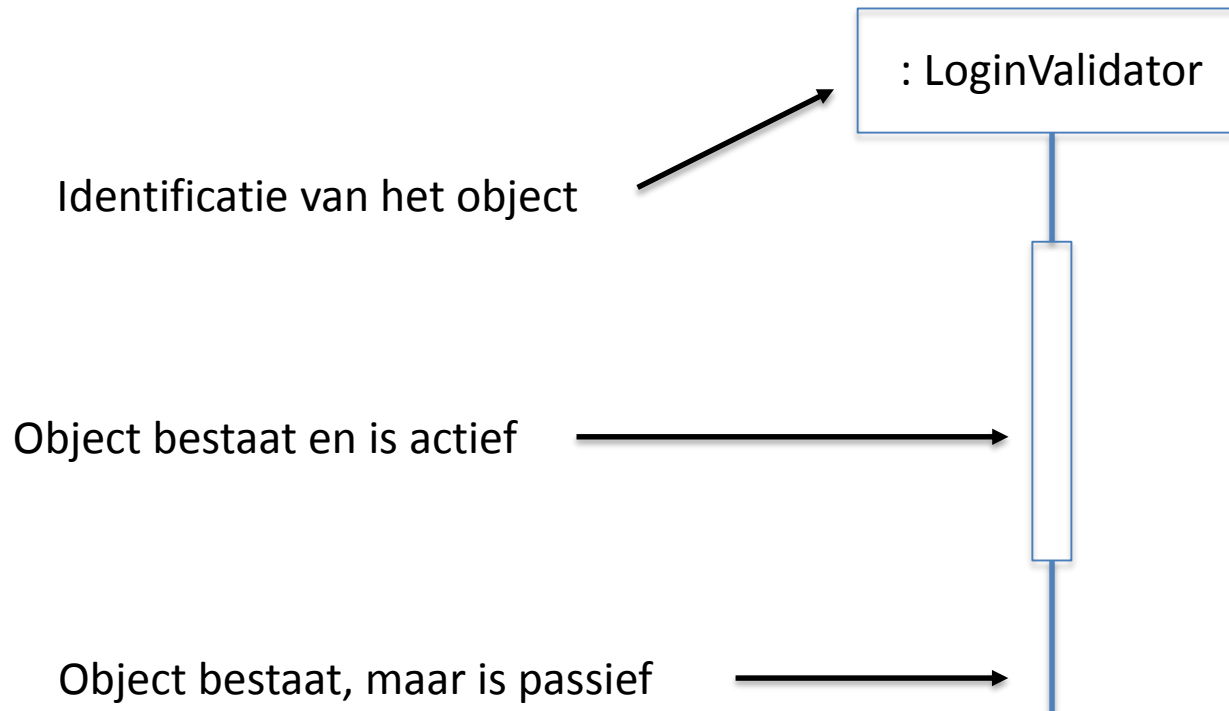 : LoginValidator
Identificatie van het object
Object bestaat en is actief
Object bestaat, maar is passief